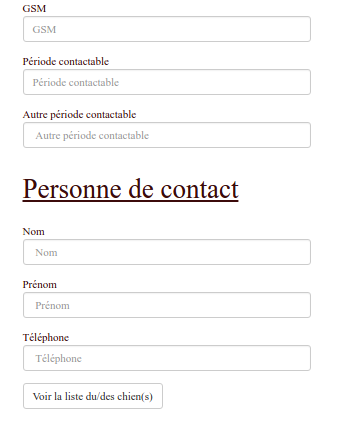 GSM
GSM
Période contactable
Période contactable
Autre période contactable
Autre période contactable
Personne de contact
Nom
Nom
Prénom
Prénom
Téléphone
Téléphone
Voir la liste du/des chien(s)